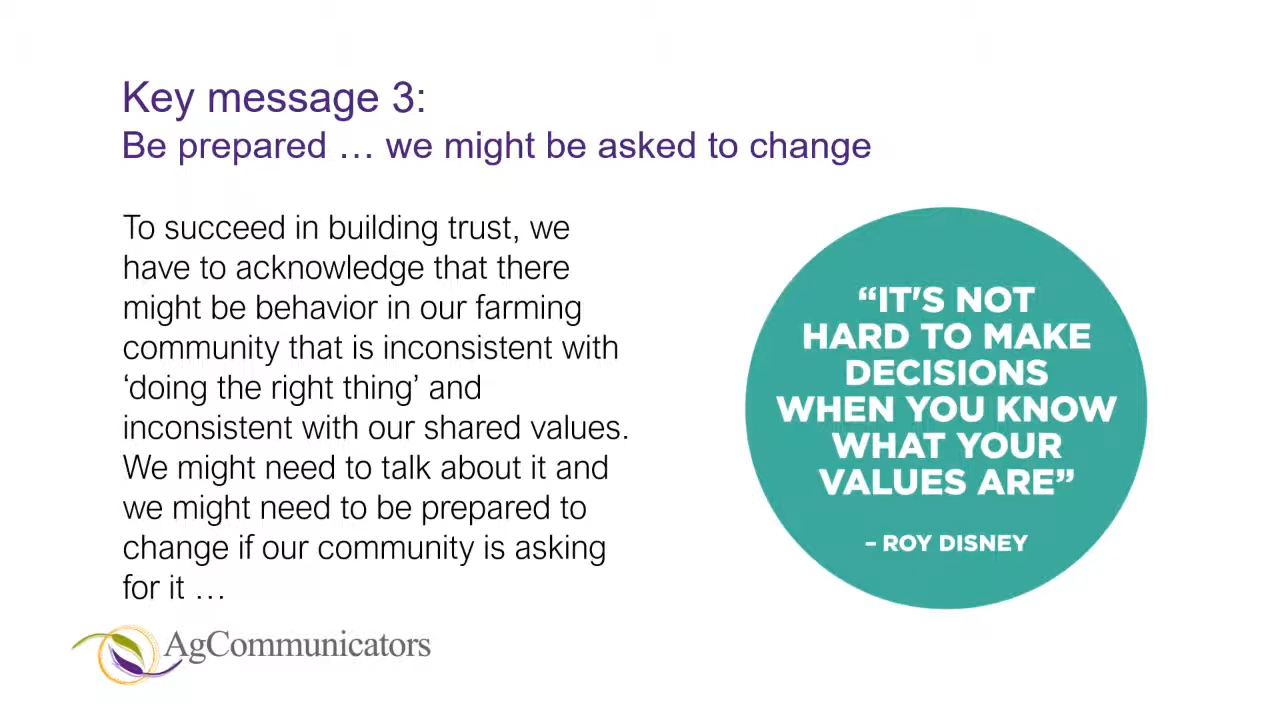 Key message 3:
Be prepared … we might be asked to change
To succeed in building trust, we
have to acknowledge that there
might be behavior in our farming
community that is inconsistent with
‘doing the right thing’ and
inconsistent with our shared values.
We might need to talk about it and
we might need to be prepared to
change if our community is asking
for it …
“IT'S NOT
HARD TO MAKE
DECISIONS
WHEN YOU KNOW
WHAT YOUR
VALUES ARE”
– ROY DISNEY
AgCommunicators